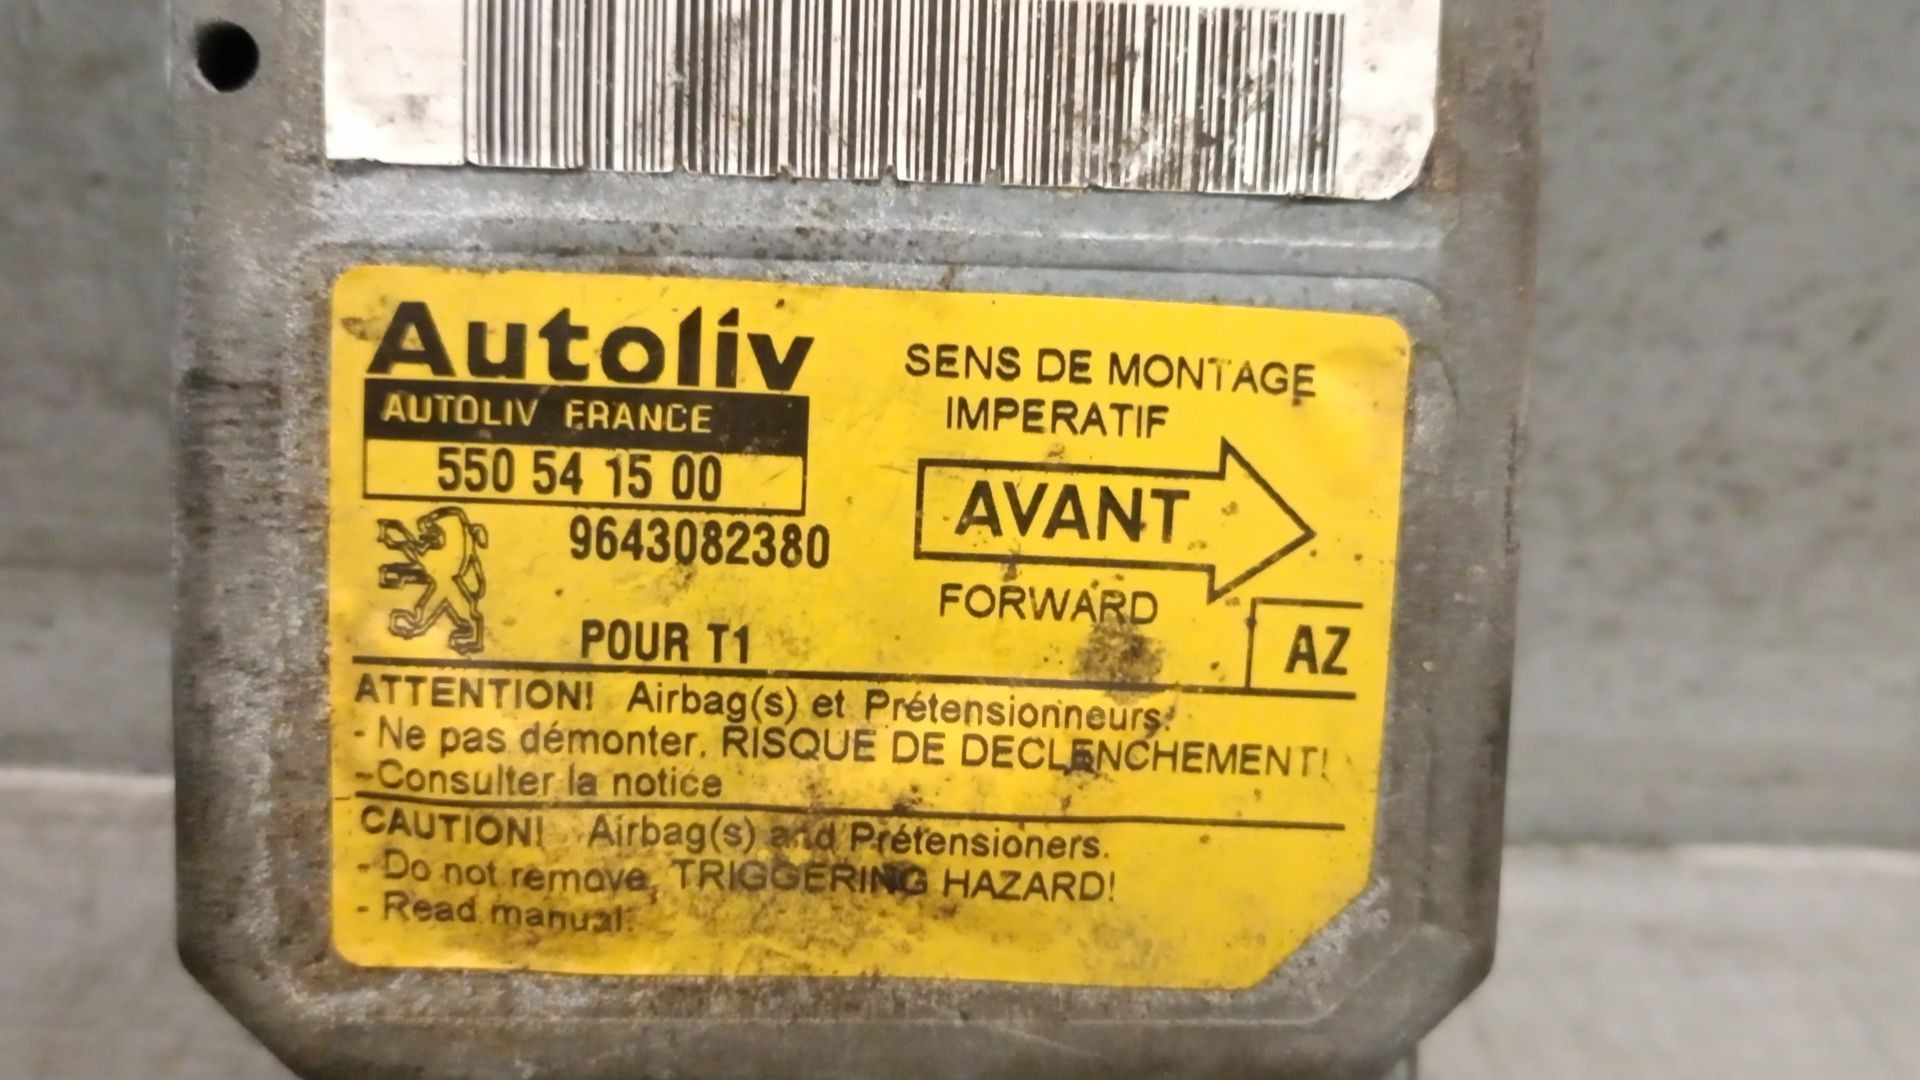 Autoliv
AUTOLIV FRANCE
550 54 15 00
9643082380
POUR T1
SENS DE MONTAGE
IMPERATIF
AVANT
FORWARD
AZ
ATTENTION! Airbag(s) et Prétensionneurs.
- Ne pas démonter. RISQUE DE DECLENCHEMENT!
-Consulter la notice
CAUTION! Airbag(s) and Prétensioners.
- Do not remove, TRIGGERING HAZARD!
- Read manual.